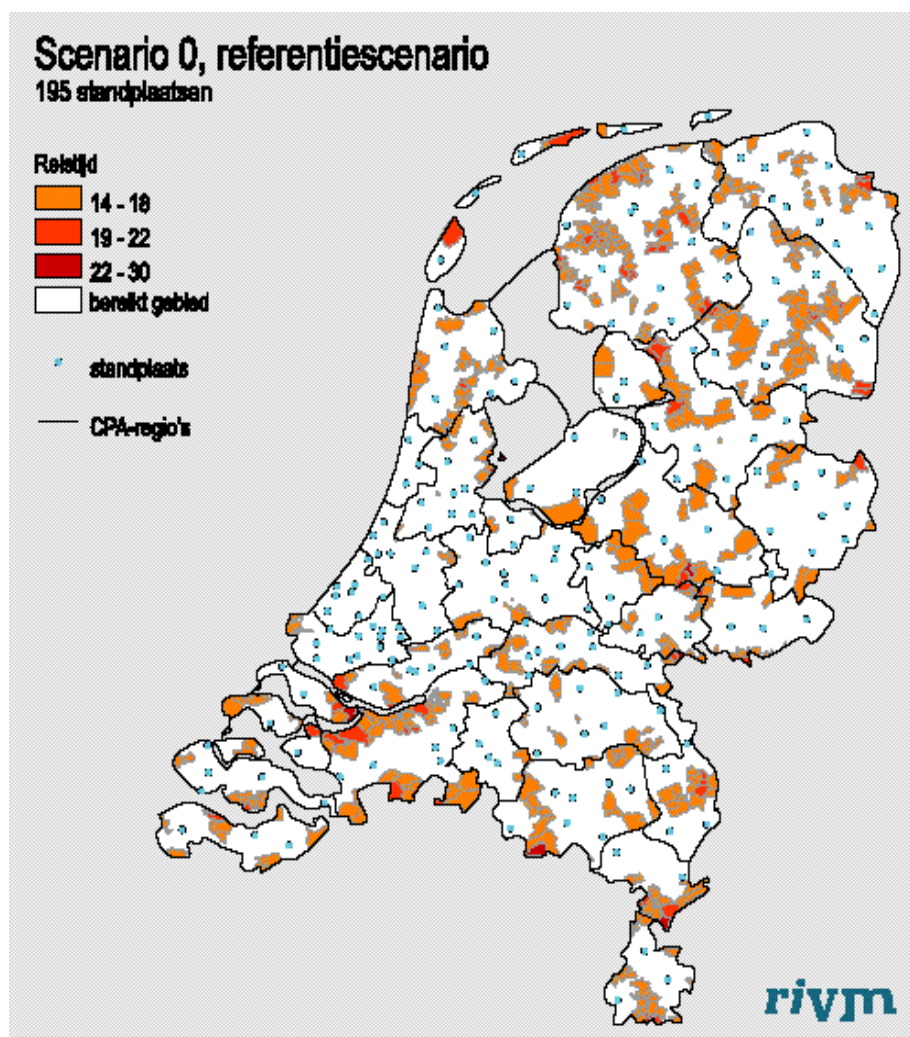 Scenario 0, referentiescenario
195 standplaatsen
Reistijd
14 - 18
19 - 22
22 - 30
bereikt gebied
standplaats
CPA-regio's
rivm